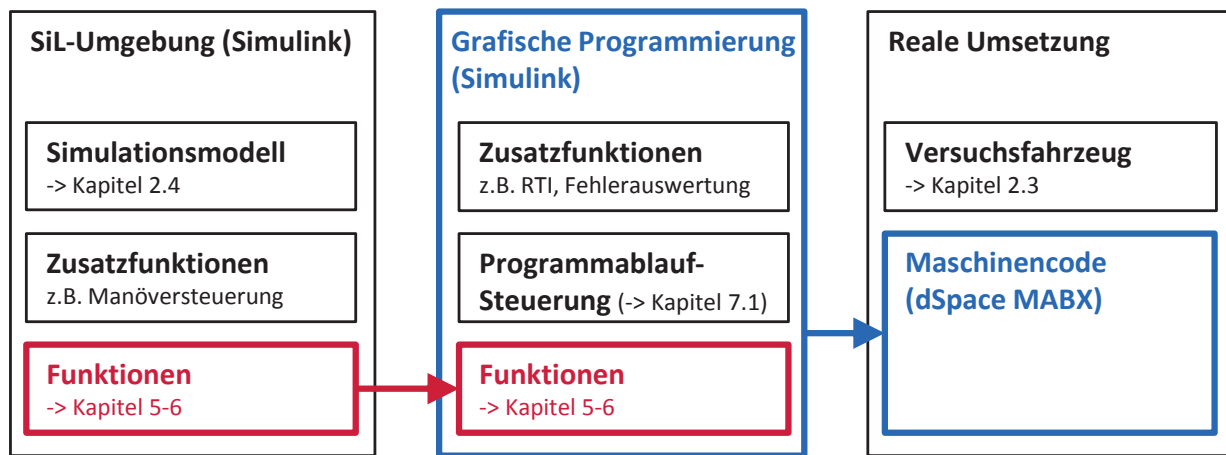 SiL-Umgebung (Simulink)
Simulationsmodell
-> Kapitel 2.4
Zusatzfunktionen
z.B. Manöversteuerung
Funktionen
-> Kapitel 5-6
Grafische Programmierung
(Simulink)
Zusatzfunktionen
z.B. RTI, Fehlerauswertung
Programmablauf-
Steuerung (-> Kapitel 7.1)
Funktionen
-> Kapitel 5-6
Reale Umsetzung
Versuchsfahrzeug
-> Kapitel 2.3
Maschinencode
(dSpace MABX)